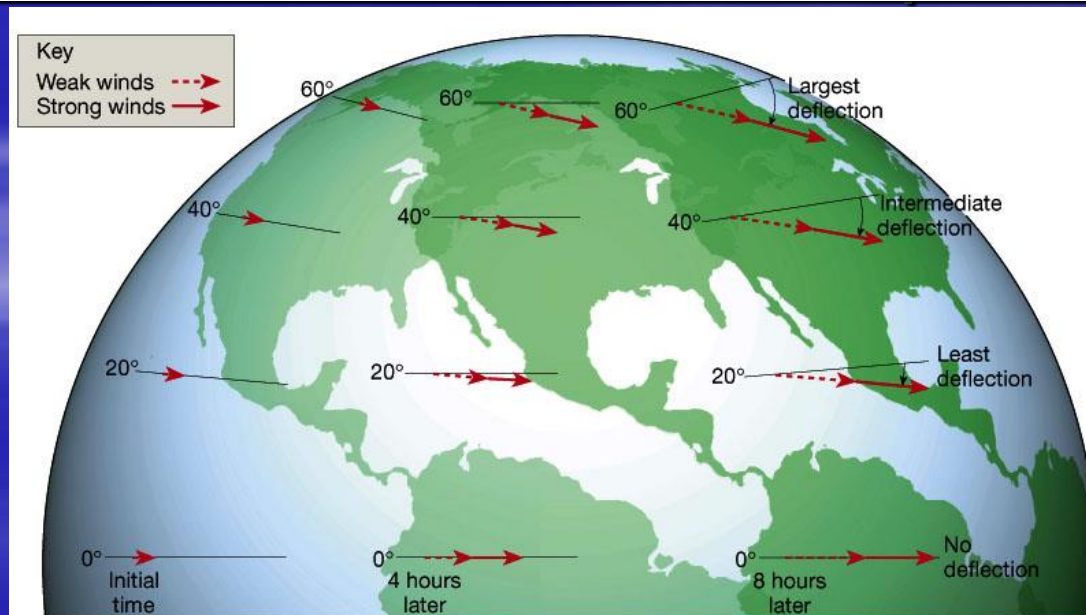 Key
Weak winds
Strong winds
60°
60°
60°
Largest
deflection
40°
40°
40°
Intermediate
deflection
20°
20°
20°
Least
deflection
0°
Initial
time
0°
4 hours
later
0°
8 hours
later
No
deflection